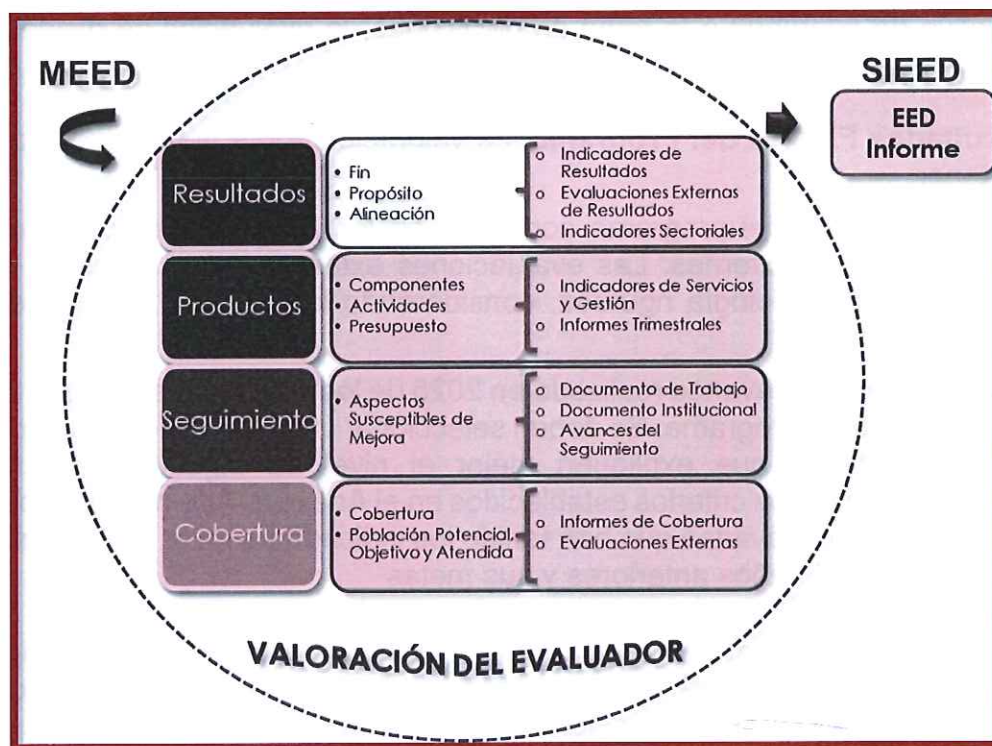 MEED
SIEED
EED
Informe
Resultados
• Fin
• Propósito
• Alineación
o Indicadores de
Resultados
o Evaluaciones Externas
de Resultados
o Indicadores Sectoriales
Productos
• Componentes
• Actividades
• Presupuesto
o Indicadores de Servicios
y Gestión
o Informes Trimestrales
Seguimiento
• Aspectos
Susceptibles de
Mejora
o Documento de Trabajo
o Documento Institucional
o Avances del
Seguimiento
Cobertura
• Cobertura
• Población Potencial,
Objetivo y Atendida
o Informes de Cobertura
o Evaluaciones Externas
VALORACIÓN DEL EVALUADOR